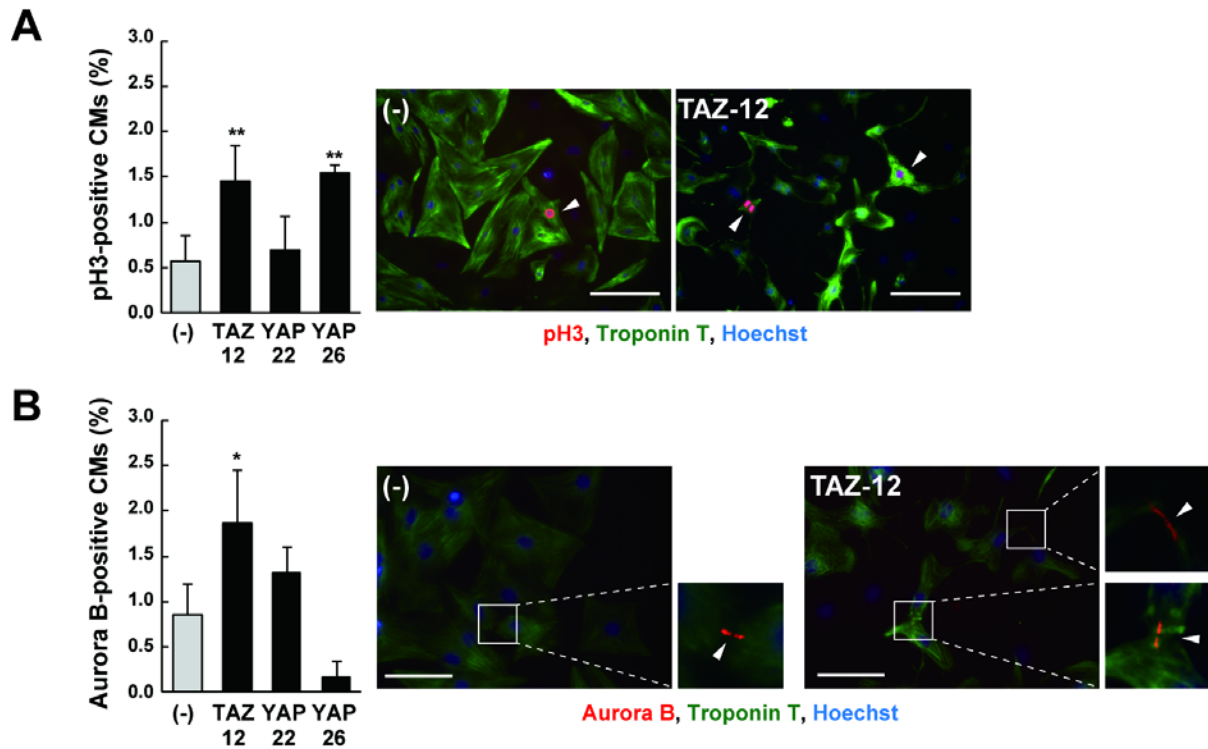 A
pH3-positive CMs (%)
3.0
2.5
2.0
1.5
1.0
0.5
0.0
**
**
(-)
TAZ
12
YAP
22
YAP
26
(-)
TAZ-12
pH3, Troponin T, Hoechst
B
Aurora B-positive CMs (%)
3.0
2.5
2.0
1.5
1.0
0.5
0.0
*
(-)
TAZ
12
YAP
22
YAP
26
(-)
TAZ-12
Aurora B, Troponin T, Hoechst